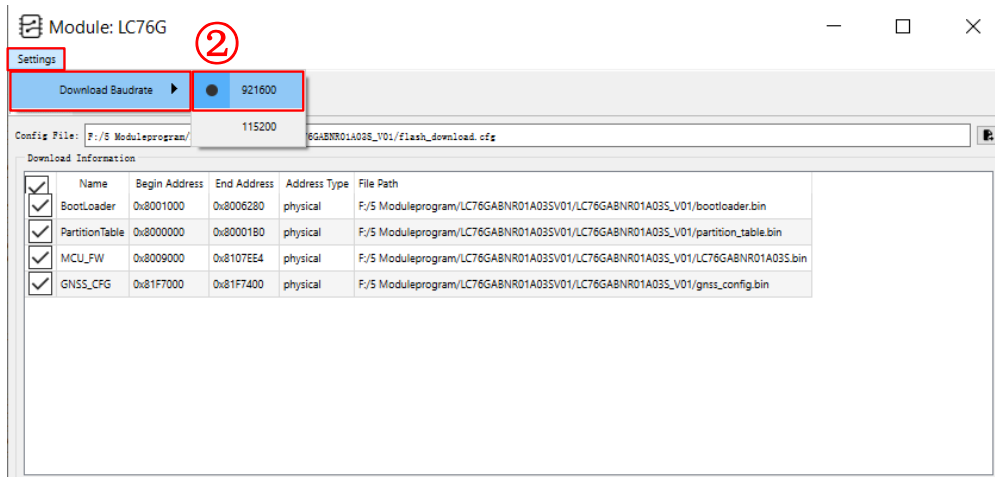 Module: LC76G
②
Settings
Download Baudrate
921600
115200
Config File: F:/5 Moduleprogram/ 76GABNR01A03S_V01/flash_download.cfg
Download Information
Name Begin Address End Address Address Type File Path
BootLoader 0x8001000 0x8006280 physical F:/5 Moduleprogram/LC76GABNR01A03SV01/LC76GABNR01A03S_V01/bootloader.bin
PartitionTable 0x8000000 0x80001B0 physical F:/5 Moduleprogram/LC76GABNR01A03SV01/LC76GABNR01A03S_V01/partition_table.bin
MCU_FW 0x8009000 0x8107EE4 physical F:/5 Moduleprogram/LC76GABNR01A03SV01/LC76GABNR01A03S_V01/LC76GABNR01A03S.bin
GNSS_CFG 0x81F7000 0x81F7400 physical F:/5 Moduleprogram/LC76GABNR01A03SV01/LC76GABNR01A03S_V01/gnss_config.bin